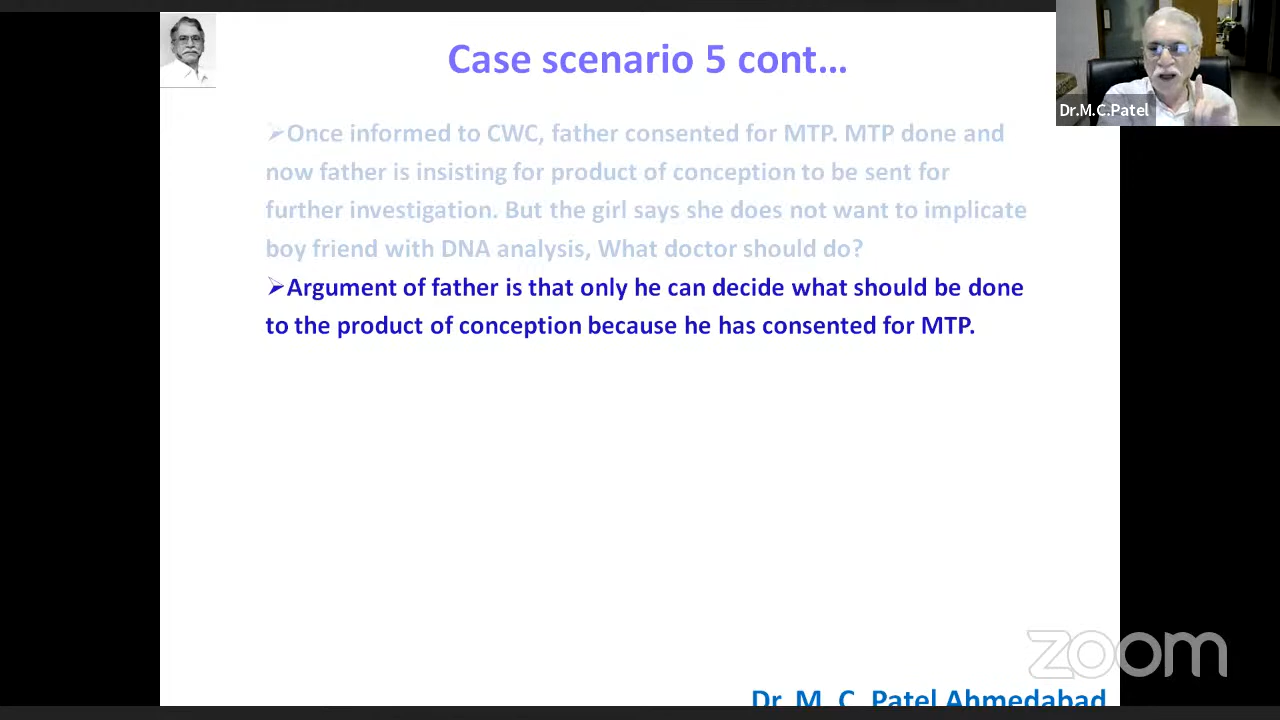 Case scenario 5 cont...
Dr.M.C.Patel
➢Once informed to CWC, father consented for MTP. MTP done and
now father is insisting for product of conception to be sent for
further investigation. But the girl says she does not want to implicate
boy friend with DNA analysis, What doctor should do?
➢Argument of father is that only he can decide what should be done
to the product of conception because he has consented for MTP.
zoom
Dr. M. C. Patel Ahmedabad